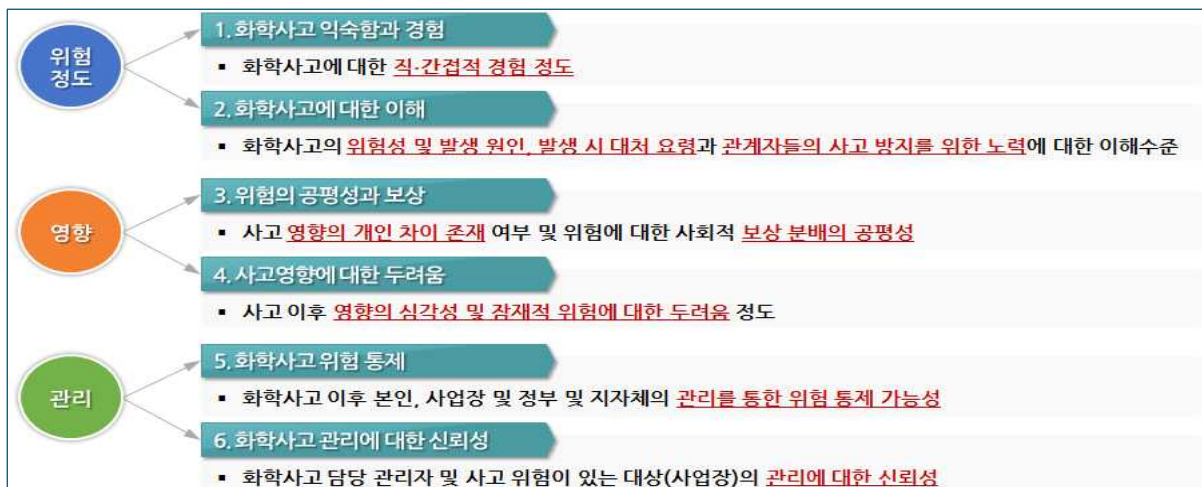 위험
정도
1. 화학사고 익숙함과 경험
▪ 화학사고에 대한 직·간접적 경험 정도
2. 화학사고에 대한 이해
▪ 화학사고의 위험성 및 발생 원인, 발생 시 대처 요령과 관계자들의 사고 방지를 위한 노력에 대한 이해수준
영향
3. 위험의 공평성과 보상
▪ 사고 영향의 개인 차이 존재 여부 및 위험에 대한 사회적 보상 분배의 공평성
4. 사고영향에 대한 두려움
▪ 사고 이후 영향의 심각성 및 잠재적 위험에 대한 두려움 정도
관리
5. 화학사고 위험 통제
▪ 화학사고 이후 본인, 사업장 및 정부 및 지자체의 관리를 통한 위험 통제 가능성
6. 화학사고 관리에 대한 신뢰성
▪ 화학사고 담당 관리자 및 사고 위험이 있는 대상(사업장)의 관리에 대한 신뢰성